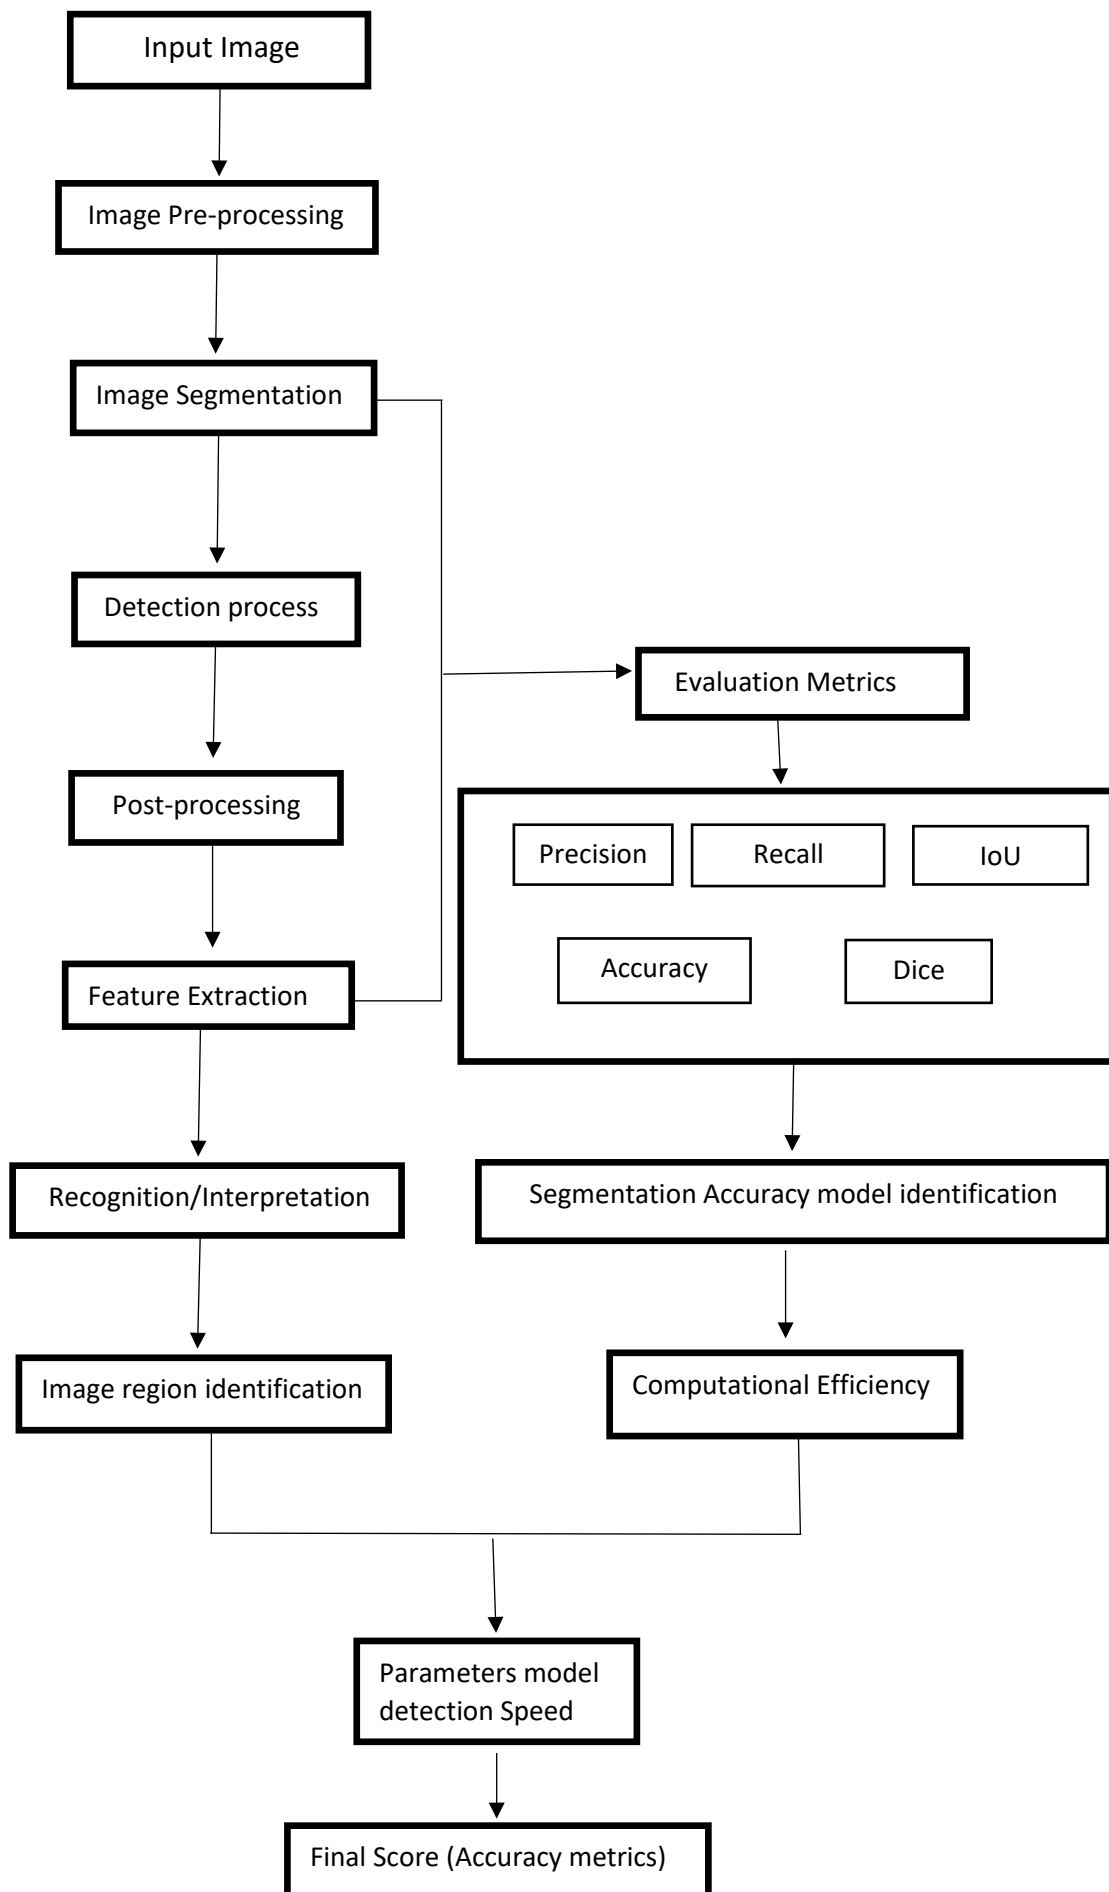 Input Image
Image Pre-processing
Image Segmentation
Detection process
Post-processing
Feature Extraction
Recognition/Interpretation
Image region identification
Evaluation Metrics
Precision
Recall
IoU
Accuracy
Dice
Segmentation Accuracy model identification
Computational Efficiency
Parameters model
detection Speed
Final Score (Accuracy metrics)